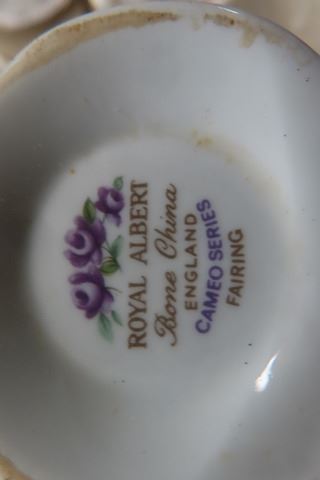 ROYAL ALBERT
Bone China
ENGLAND
CAMEO SERIES
FAIRING